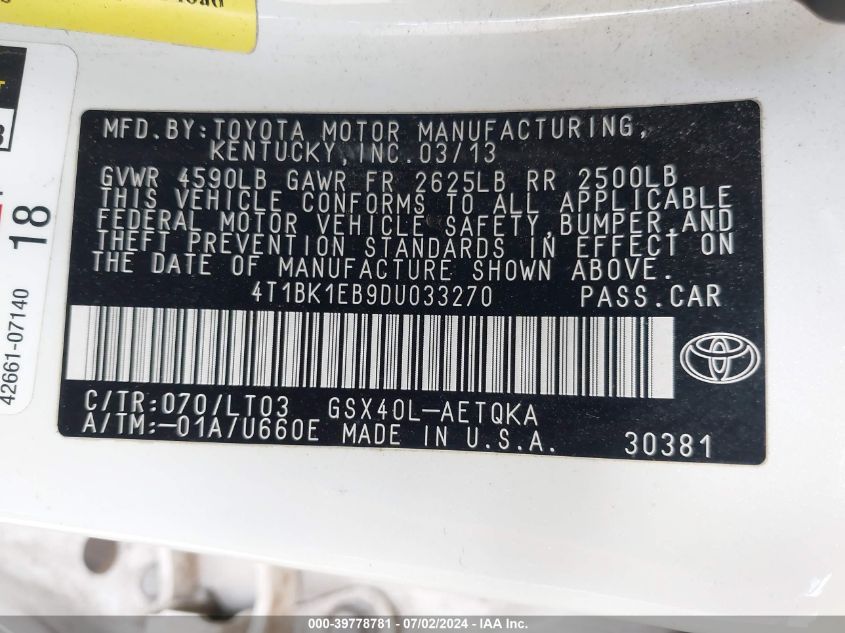 MFD.BY:TOYOTA MOTOR MANUFACTURING,
KENTUCKY, INC. 03/13
GVWR 4590LB GAWR FR 2625LB RR 2500LB
THIS VEHICLE CONFORMS TO ALL APPLICABLE
FEDERAL MOTOR VEHICLE SAFETY, BUMPER, AND
THEFT PREVENTION STANDARDS IN EFFECT ON
THE DATE OF MANUFACTURE SHOWN ABOVE.
4T1BK1EB9DU033270 PASS.CAR
C/TR:070/LT03 GSX40L-AETQKA
A/TM:-01A/U660E MADE IN U.S.A. 30381
18
42661-07140
000-39778781 - 07/02/2024 - IAA Inc.